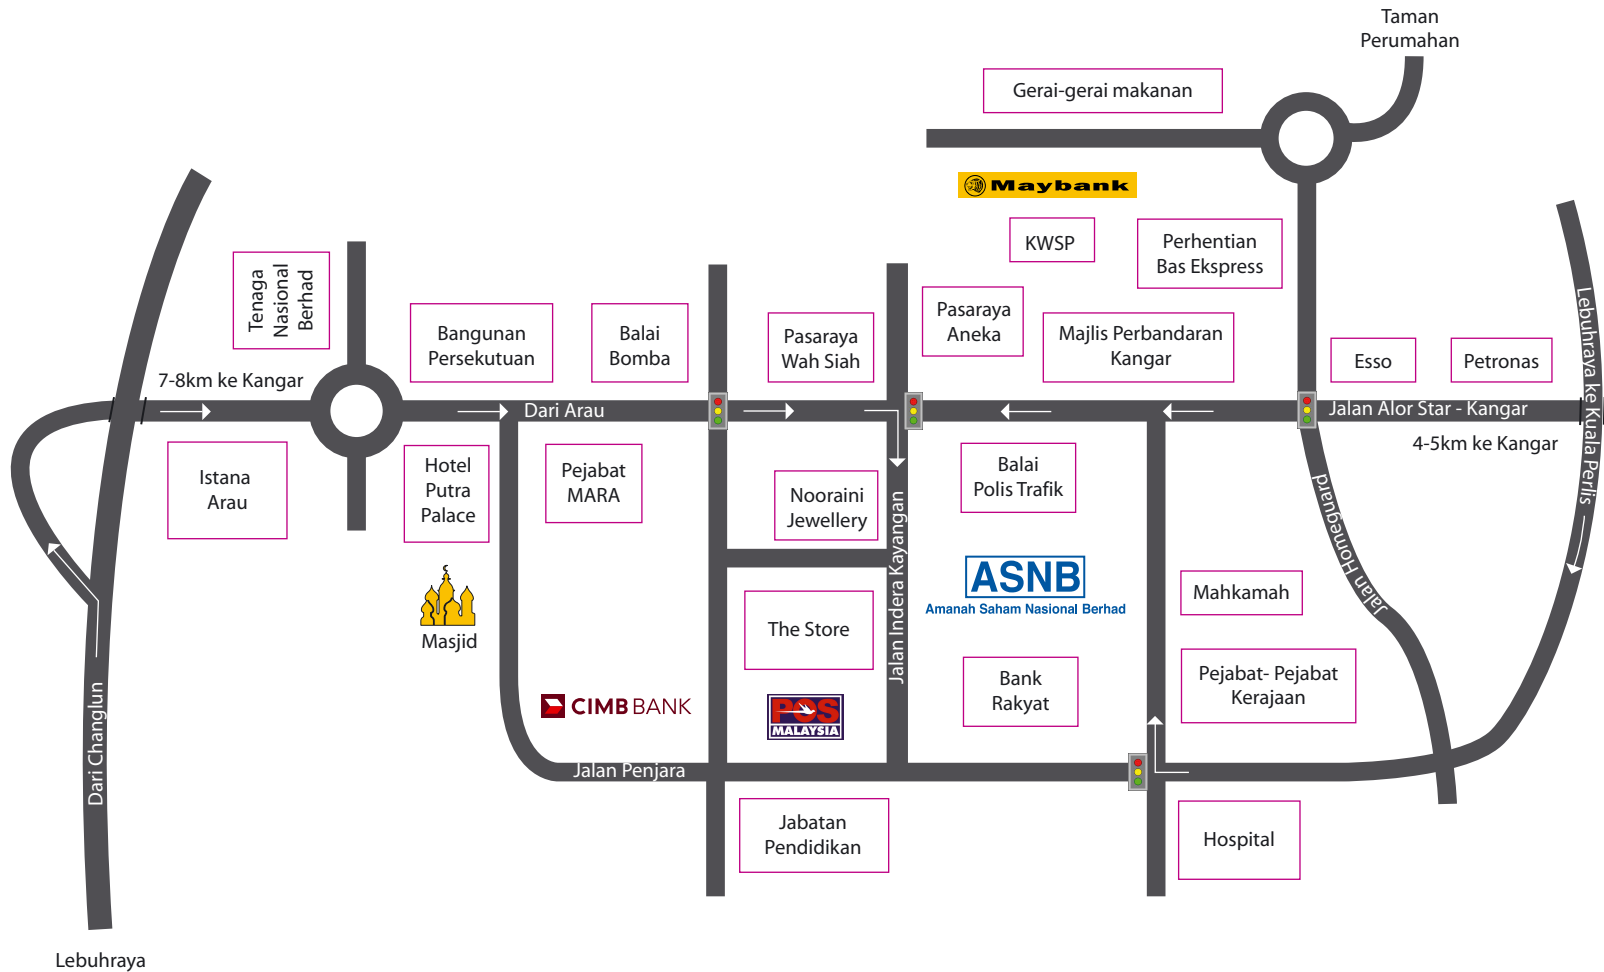 Taman
Perumahan
Gerai-gerai makanan
Maybank
KWSP
Perhentian
Bas Ekspress
Tenaga
Nasional
Berhad
Bangunan
Persekutuan
Balai
Bomba
Pasaraya
Wah Siah
Pasaraya
Aneka
Majlis Perbandaran
Kangar
Esso
Petronas
Lebuhraya ke Kuala Perlis
7-8km ke Kangar
Dari Arau
Jalan Alor Star - Kangar
4-5km ke Kangar
Istana
Arau
Hotel
Putra
Palace
Pejabat
MARA
Nooraini
Jewellery
Jalan Indera Kayangan
Balai
Polis Trafik
Jalan Homeguard
ASNB
Amanah Saham Nasional Berhad
Mahkamah
Masjid
The Store
Bank
Rakyat
Pejabat- Pejabat
Kerajaan
CIMB BANK
POS
MALAYSIA
Dari Changlun
Jalan Penjara
Jabatan
Pendidikan
Hospital
Lebuhraya